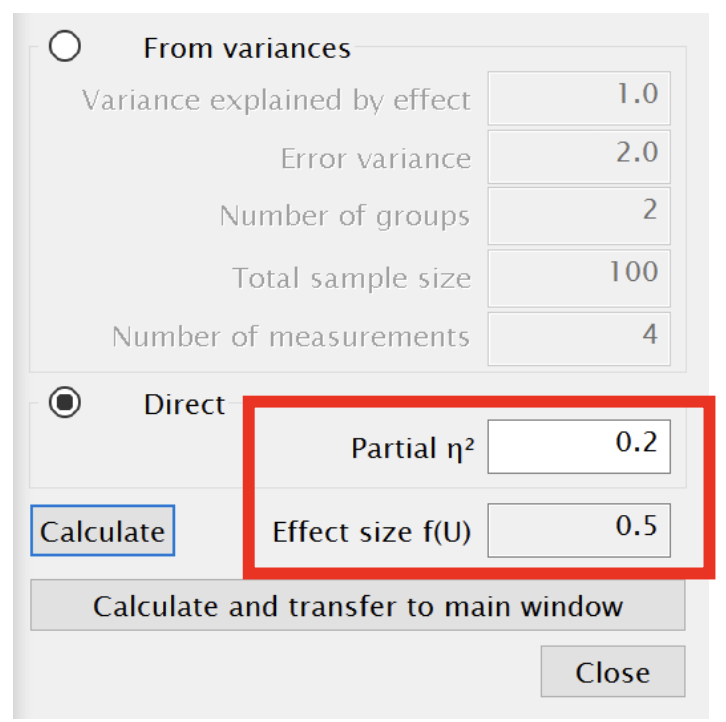 From variances
Variance explained by effect 1.0
Error variance 2.0
Number of groups 2
Total sample size 100
Number of measurements 4
Direct
Partial η² 0.2
Calculate Effect size f(U) 0.5
Calculate and transfer to main window
Close